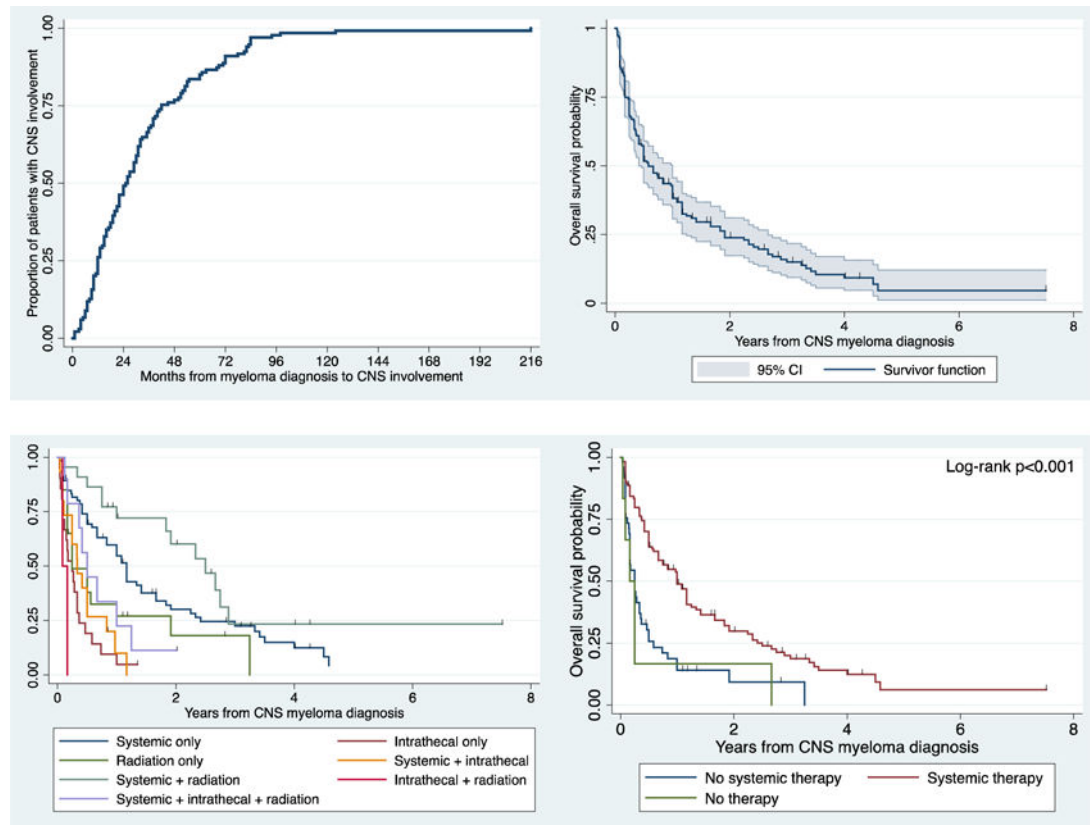 Proportion of patients with CNS involvement
1.00
0.75
0.50
0.25
0.00
0 24 48 72 96 120 144 168 192 216
Months from myeloma diagnosis to CNS involvement
Overall survival probability
1
.75
.5
.25
0
0 2 4 6 8
Years from CNS myeloma diagnosis
95% CI Survivor function
1.00
0.75
0.50
0.25
0.00
0 2 4 6 8
Years from CNS myeloma diagnosis
Systemic only Intrathecal only
Radiation only Systemic + intrathecal
Systemic + radiation Intrathecal + radiation
Systemic + intrathecal + radiation
Log-rank p<0.001
Overall survival probability
1.00
0.75
0.50
0.25
0.00
0 2 4 6 8
Years from CNS myeloma diagnosis
No systemic therapy Systemic therapy
No therapy